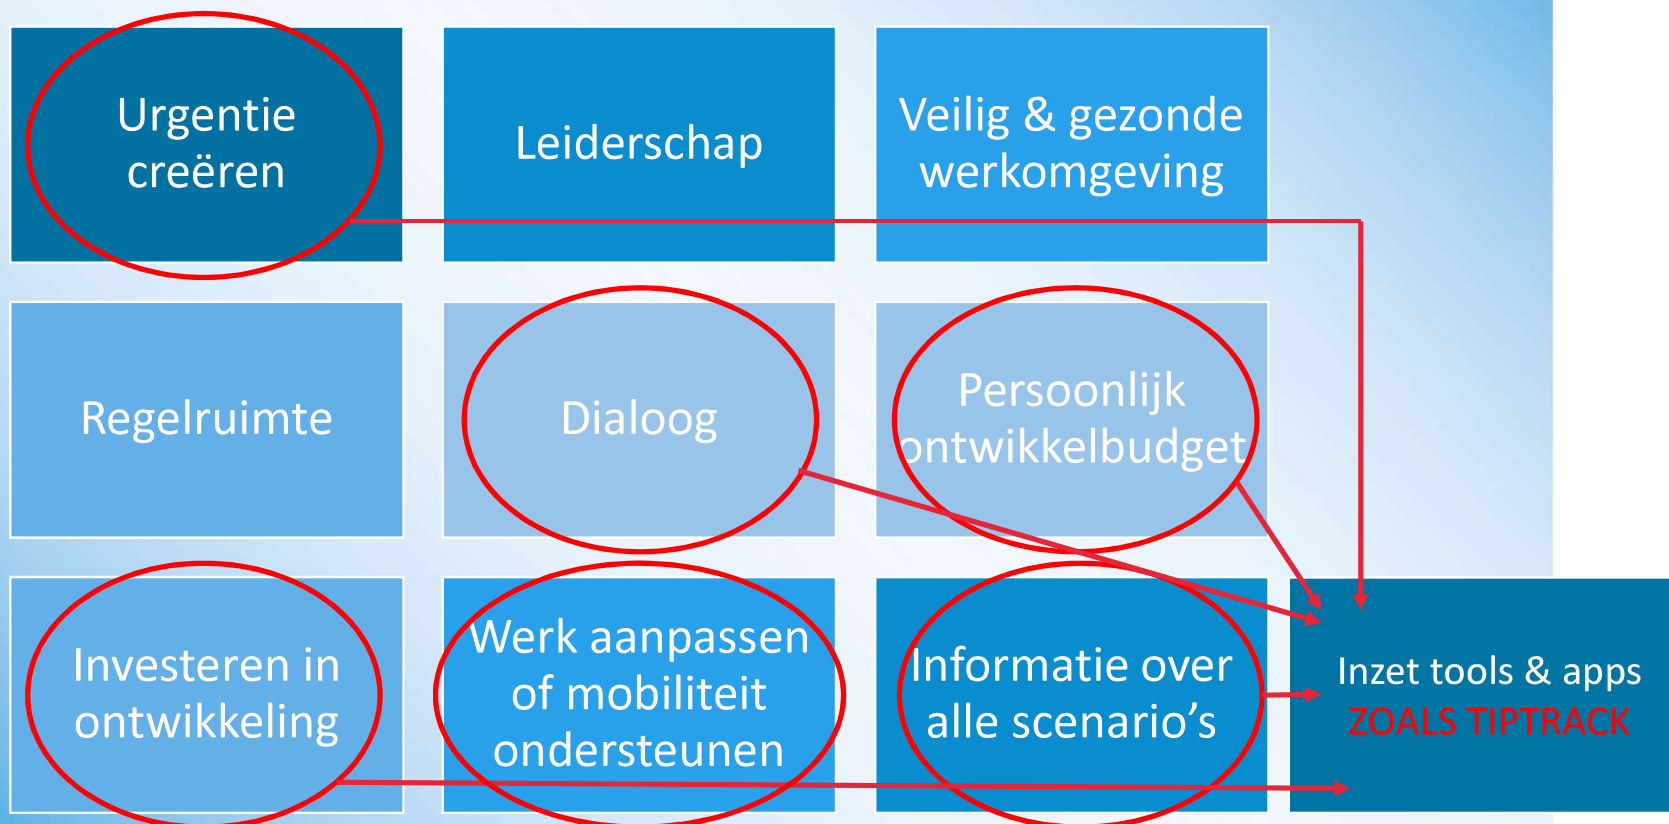 Urgentie
creëren
Leiderschap
Veilig & gezonde
werkomgeving
Regelruimte
Dialoog
Persoonlijk
ontwikkelbudget
Investeren in
ontwikkeling
Werk aanpassen
of mobiliteit
ondersteunen
Informatie over
alle scenario’s
Inzet tools & apps
ZOALS TIPTRACK